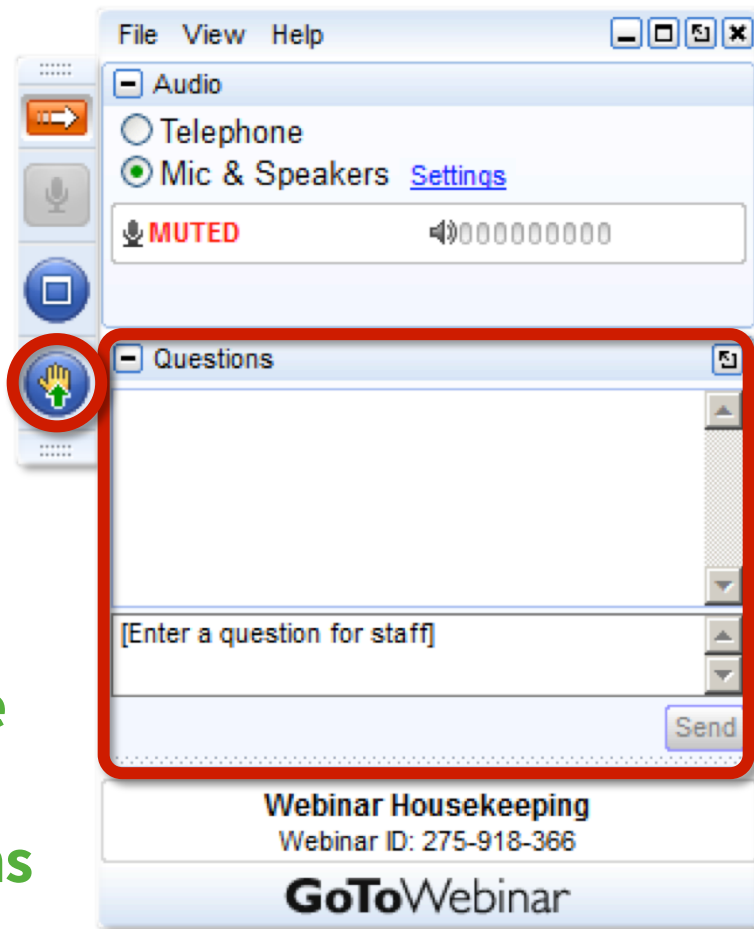 File View Help
Audio
Telephone
Mic & Speakers Settings
MUTED 000000000
Questions
[Enter a question for staff]
Send
Webinar Housekeeping
Webinar ID: 275-918-366
GoToWebinar